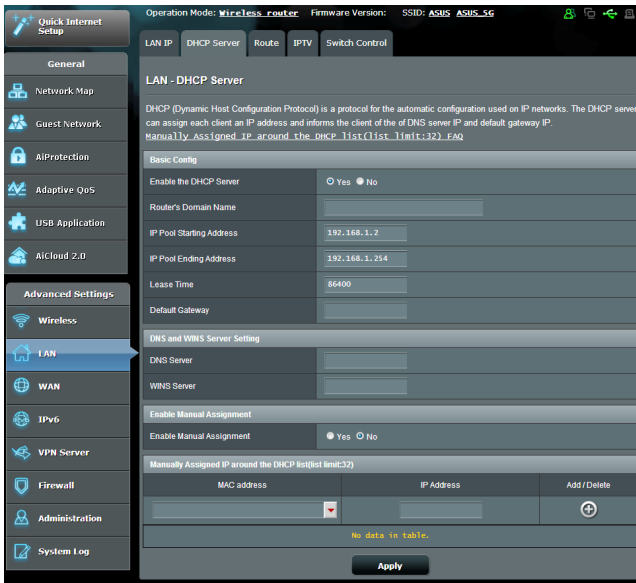 Operation Mode: Wireless router Firmware Version: SSID: ASUS ASUS_5G
Quick Internet
Setup
LAN IP DHCP Server Route IPTV Switch Control
General
Network Map
Guest Network
AiProtection
Adaptive QoS
USB Application
AiCloud 2.0
Advanced Settings
Wireless
LAN
WAN
IPv6
VPN Server
Firewall
Administration
System Log
LAN - DHCP Server
DHCP (Dynamic Host Configuration Protocol) is a protocol for the automatic configuration used on IP networks. The DHCP server
can assign each client an IP address and informs the client of the of DNS server IP and default gateway IP.
Manually Assigned IP around the DHCP list(list limit:32) FAQ
Basic Config
Enable the DHCP Server Yes No
Router's Domain Name
IP Pool Starting Address 192.168.1.2
IP Pool Ending Address 192.168.1.254
Lease Time 86400
Default Gateway
DNS and WINS Server Setting
DNS Server
WINS Server
Enable Manual Assignment
Enable Manual Assignment Yes No
Manually Assigned IP around the DHCP list(list limit:32)
MAC address IP Address Add / Delete
No data in table.
Apply